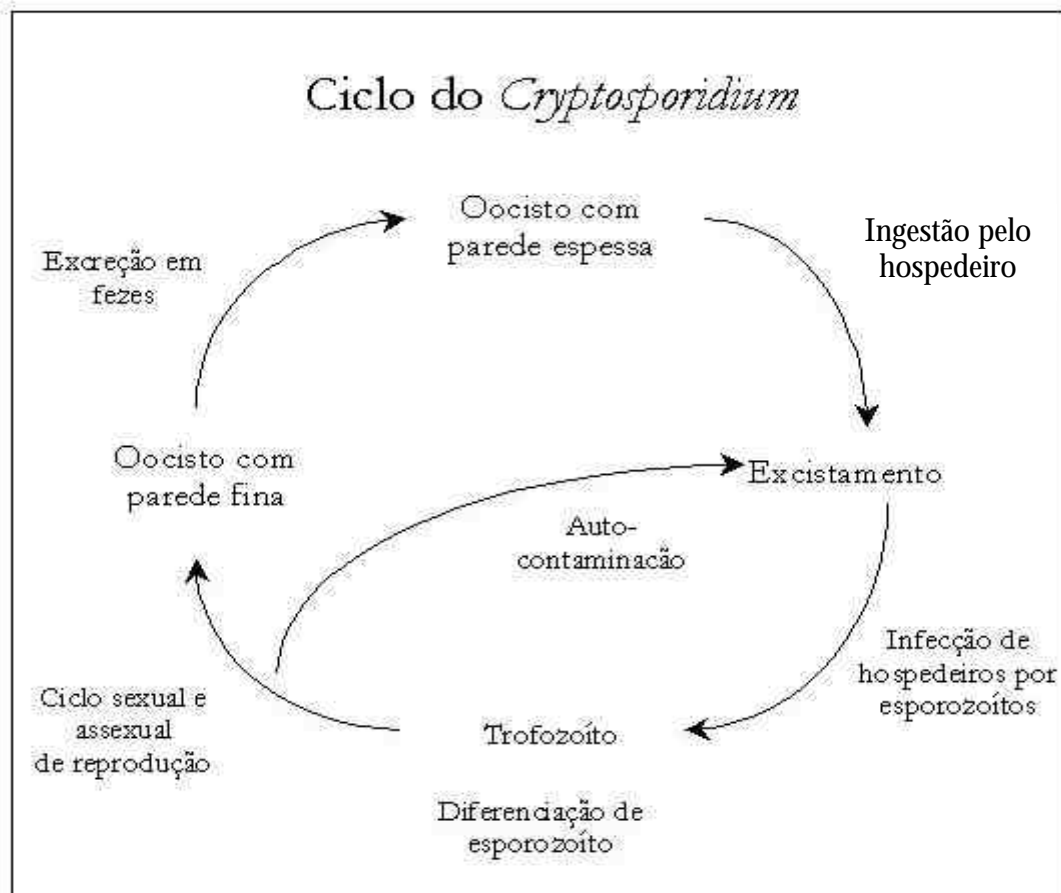 Ciclo do Cryptosporidium
Oocisto com
parede espessa
Ingestão pelo
hospedeiro
Excistamento
Infecção de
hospedeiros por
esporozoítos
Trofozoíto
Diferenciação de
esporozoíto
Ciclo sexual e
assexual
de reprodução
Auto-
contaminacão
Oocisto com
parede fina
Excreção em
fezes